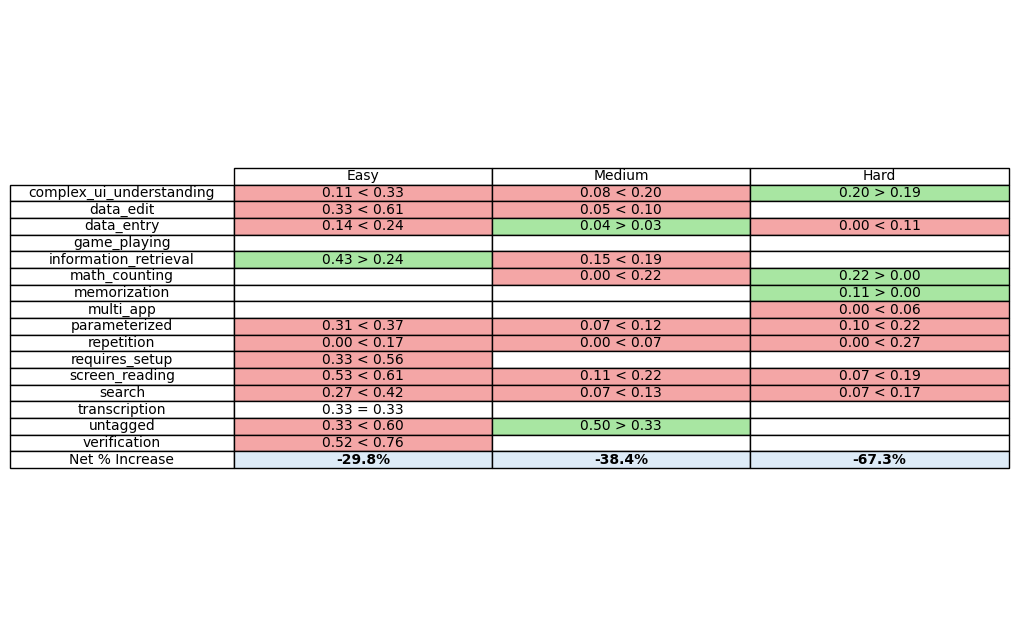 Easy Medium Hard
complex_ui_understanding 0.11 < 0.33 0.08 < 0.20 0.20 > 0.19
data_edit 0.33 < 0.61 0.05 < 0.10
data_entry 0.14 < 0.24 0.04 > 0.03 0.00 < 0.11
game_playing
information_retrieval 0.43 > 0.24 0.15 < 0.19
math_counting 0.00 < 0.22 0.22 > 0.00
memorization 0.11 > 0.00
multi_app 0.00 < 0.06
parameterized 0.31 < 0.37 0.07 < 0.12 0.10 < 0.22
repetition 0.00 < 0.17 0.00 < 0.07 0.00 < 0.27
requires_setup 0.33 < 0.56
screen_reading 0.53 < 0.61 0.11 < 0.22 0.07 < 0.19
search 0.27 < 0.42 0.07 < 0.13 0.07 < 0.17
transcription 0.33 = 0.33
untagged 0.33 < 0.60 0.50 > 0.33
verification 0.52 < 0.76
Net % Increase -29.8% -38.4% -67.3%